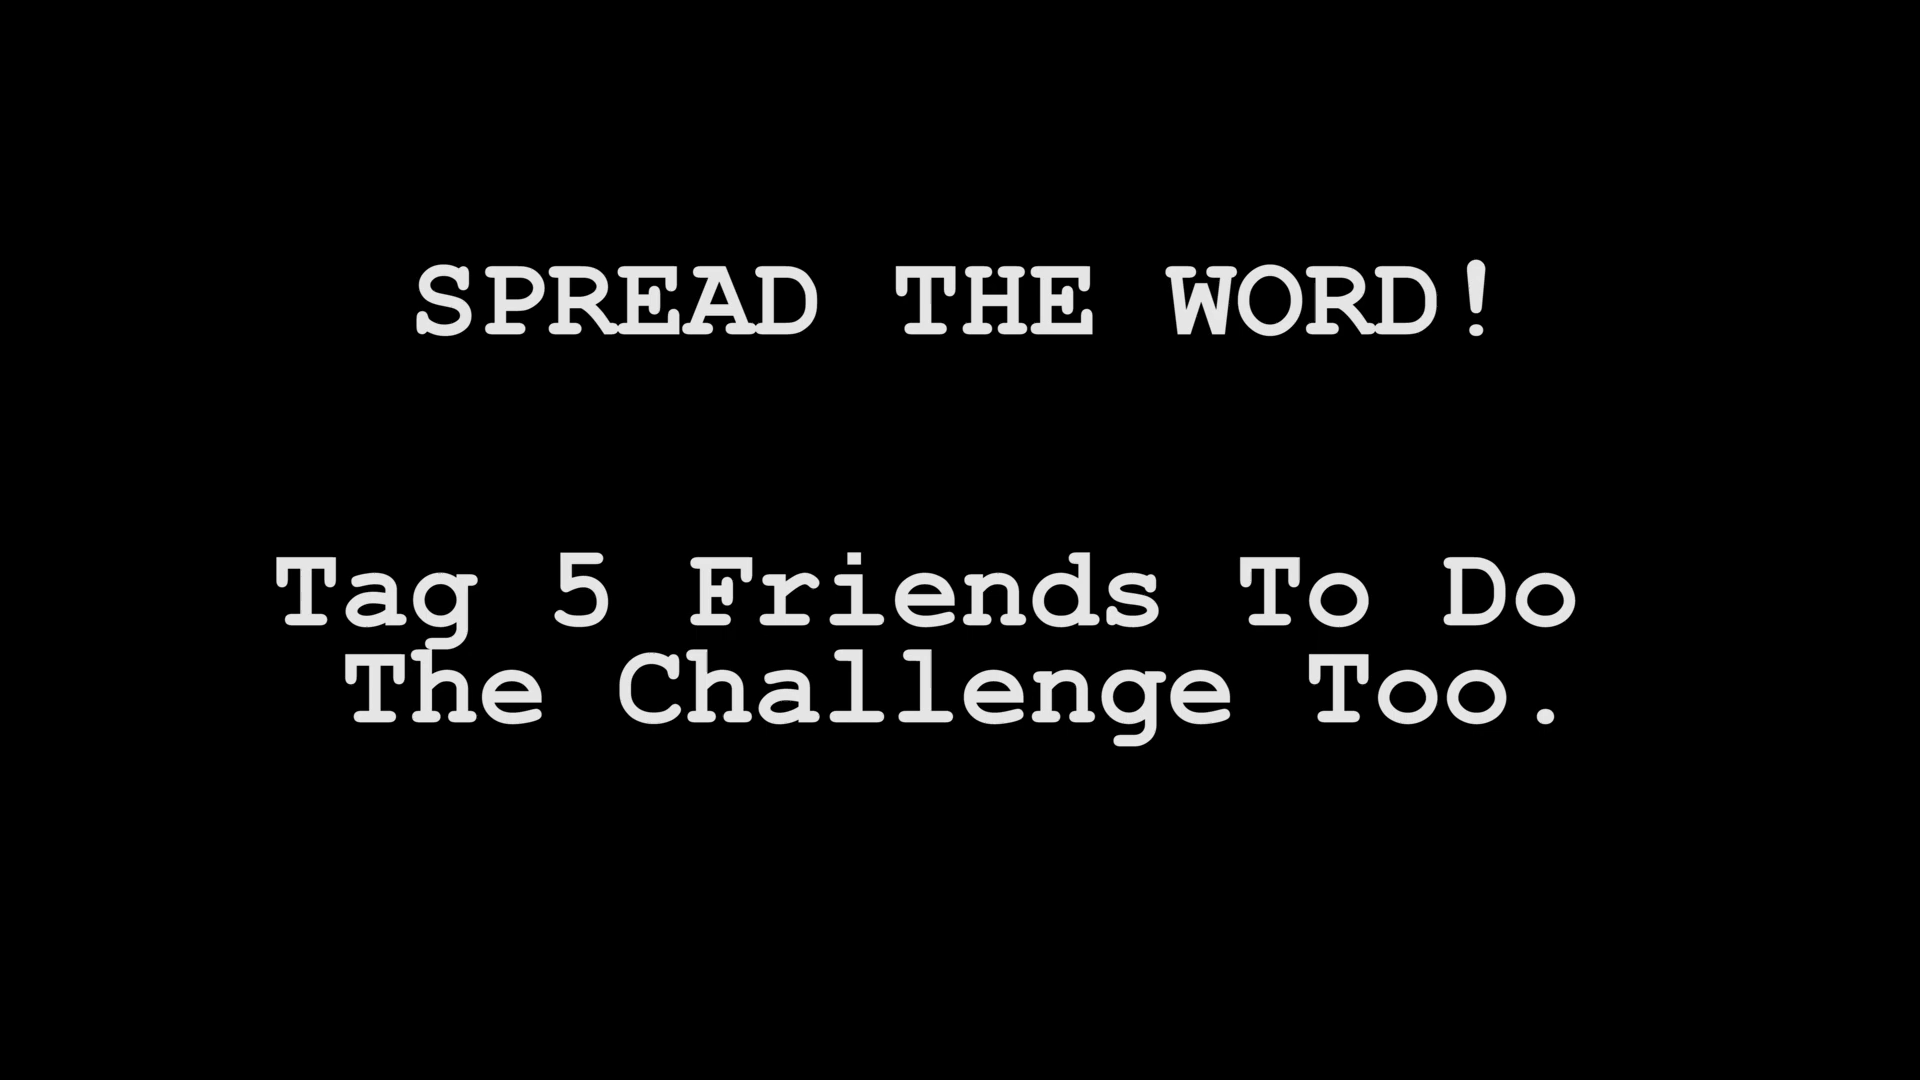 SPREAD THE WORD!
Tag 5 Friends To Do
The Challenge Too.